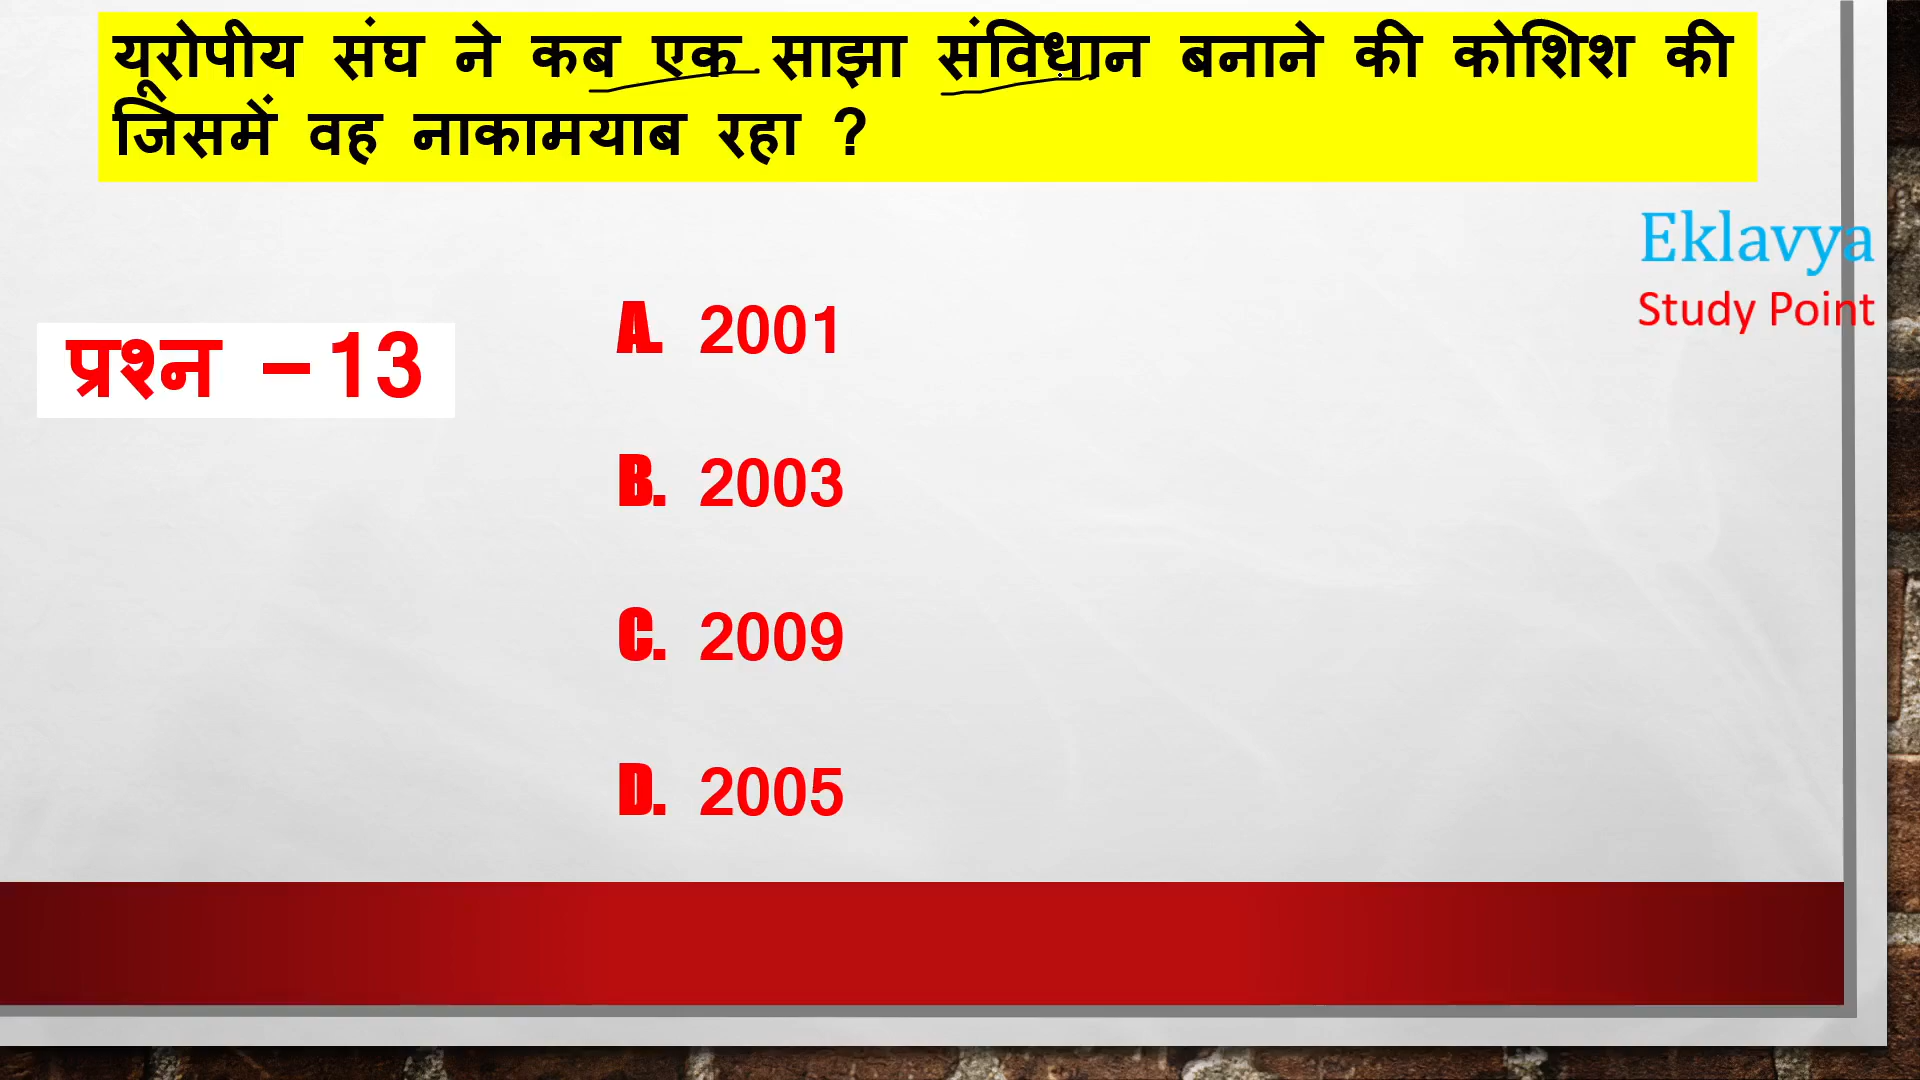 यूरोपीय संघ ने कब एक साझा संविधान बनाने की कोशिश की
जिसमें वह नाकामयाब रहा ?
Eklavya
Study Point
प्रश्न – 13
A. 2001
B. 2003
C. 2009
D. 2005